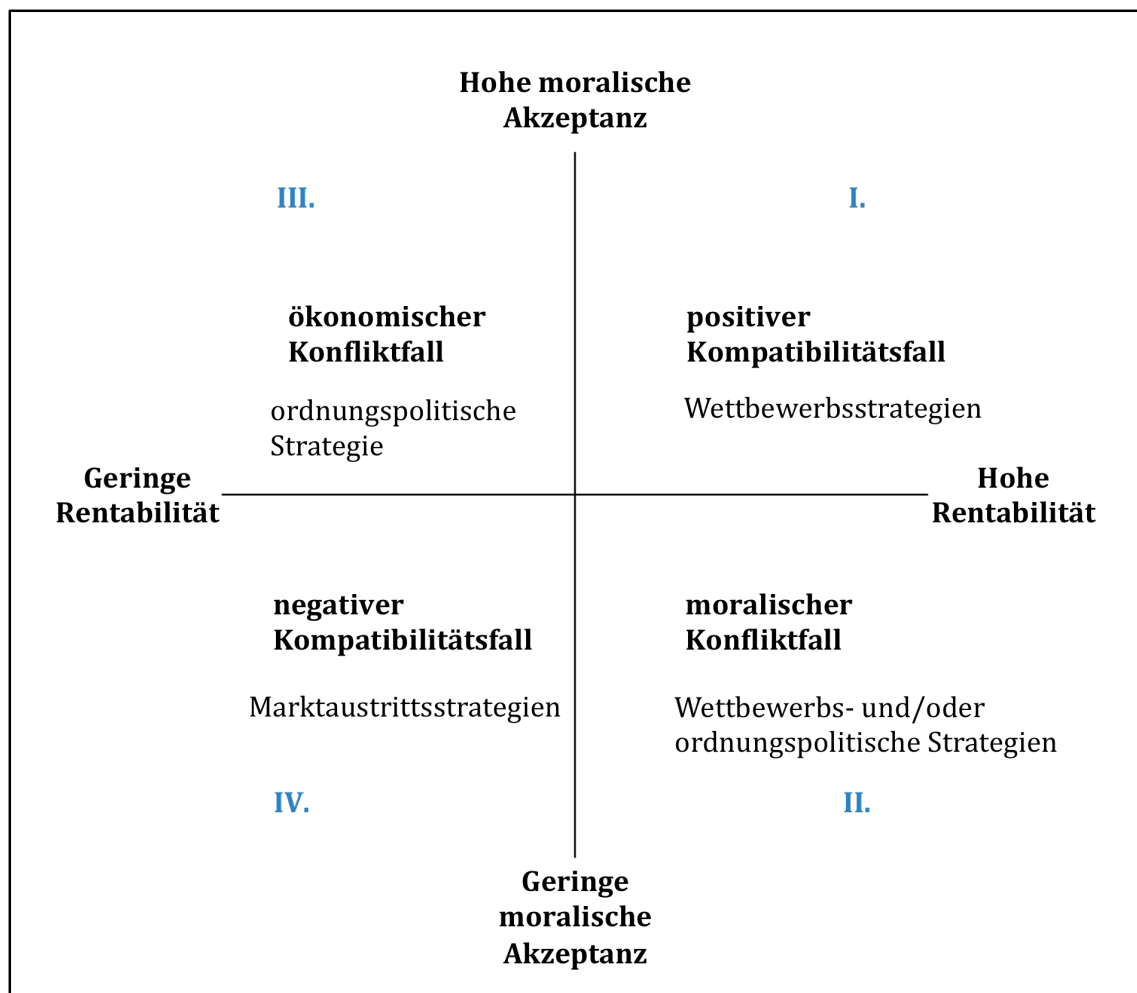 Hohe moralische
Akzeptanz
III.
I.
ökonomischer
Konfliktfall
positiver
Kompatibilitätsfall
ordnungspolitische
Strategie
Wettbewerbsstrategien
Geringe
Rentabilität
Hohe
Rentabilität
negativer
Kompatibilitätsfall
moralischer
Konfliktfall
Marktaustrittsstrategien
Wettbewerbs- und/oder
ordnungspolitische Strategien
IV.
II.
Geringe
moralische
Akzeptanz